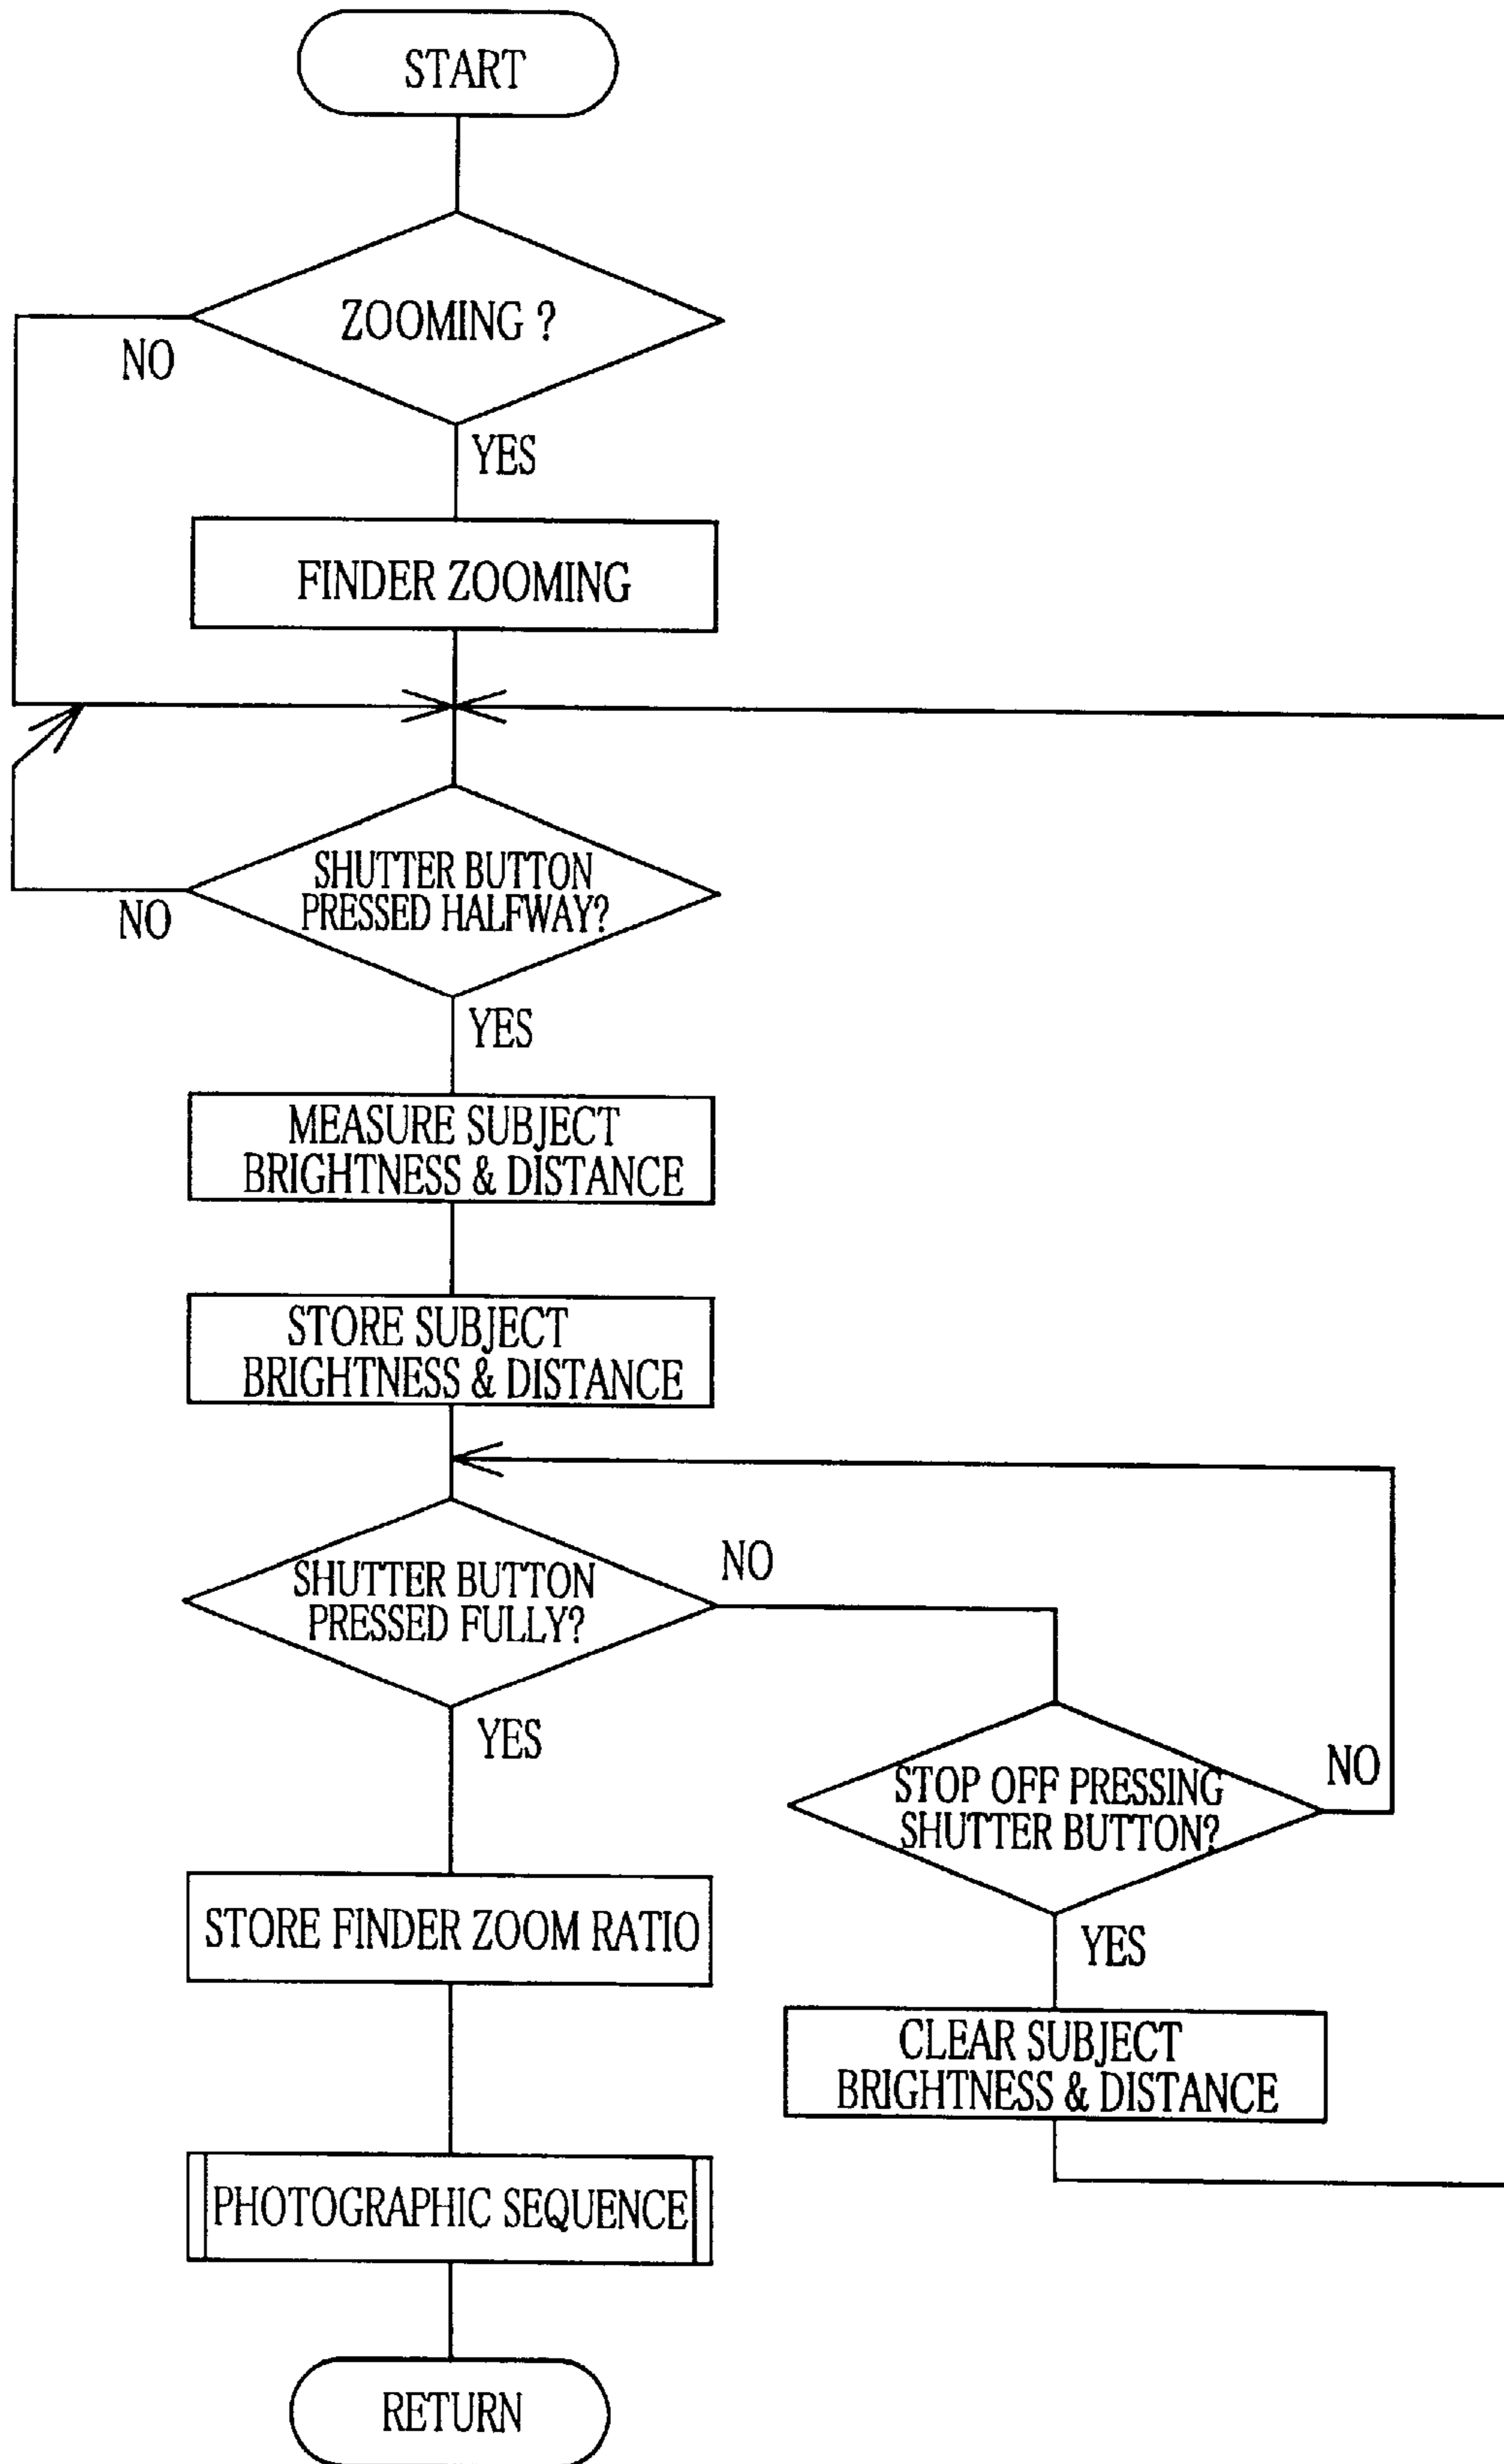 START
ZOOMING ?
NO
YES
FINDER ZOOMING
SHUTTER BUTTON
PRESSED HALFWAY?
NO
YES
MEASURE SUBJECT
BRIGHTNESS & DISTANCE
STORE SUBJECT
BRIGHTNESS & DISTANCE
SHUTTER BUTTON
PRESSED FULLY?
NO
YES
STOP OFF PRESSING
SHUTTER BUTTON?
NO
YES
STORE FINDER ZOOM RATIO
CLEAR SUBJECT
BRIGHTNESS & DISTANCE
PHOTOGRAPHIC SEQUENCE
RETURN